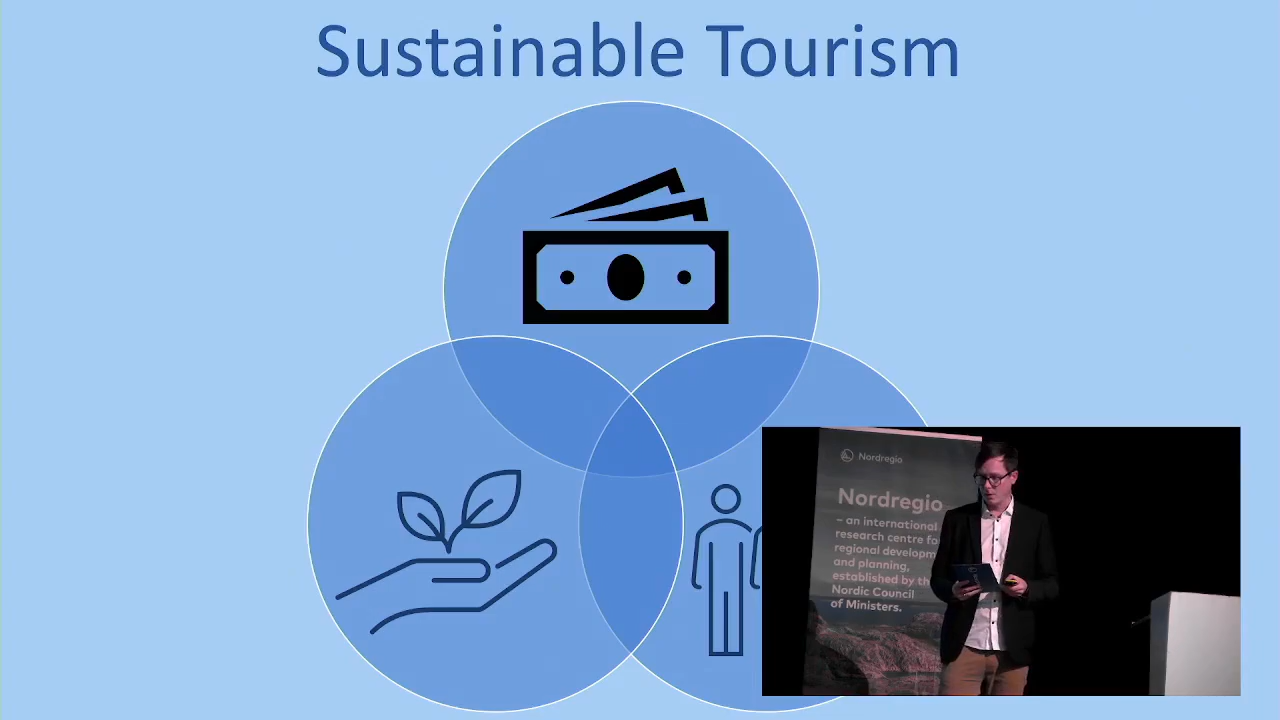 Sustainable Tourism
Nordregio
Nordregio
– an international
research centre fo
regional developm
and planning,
established by th
Nordic Council
of Ministers.